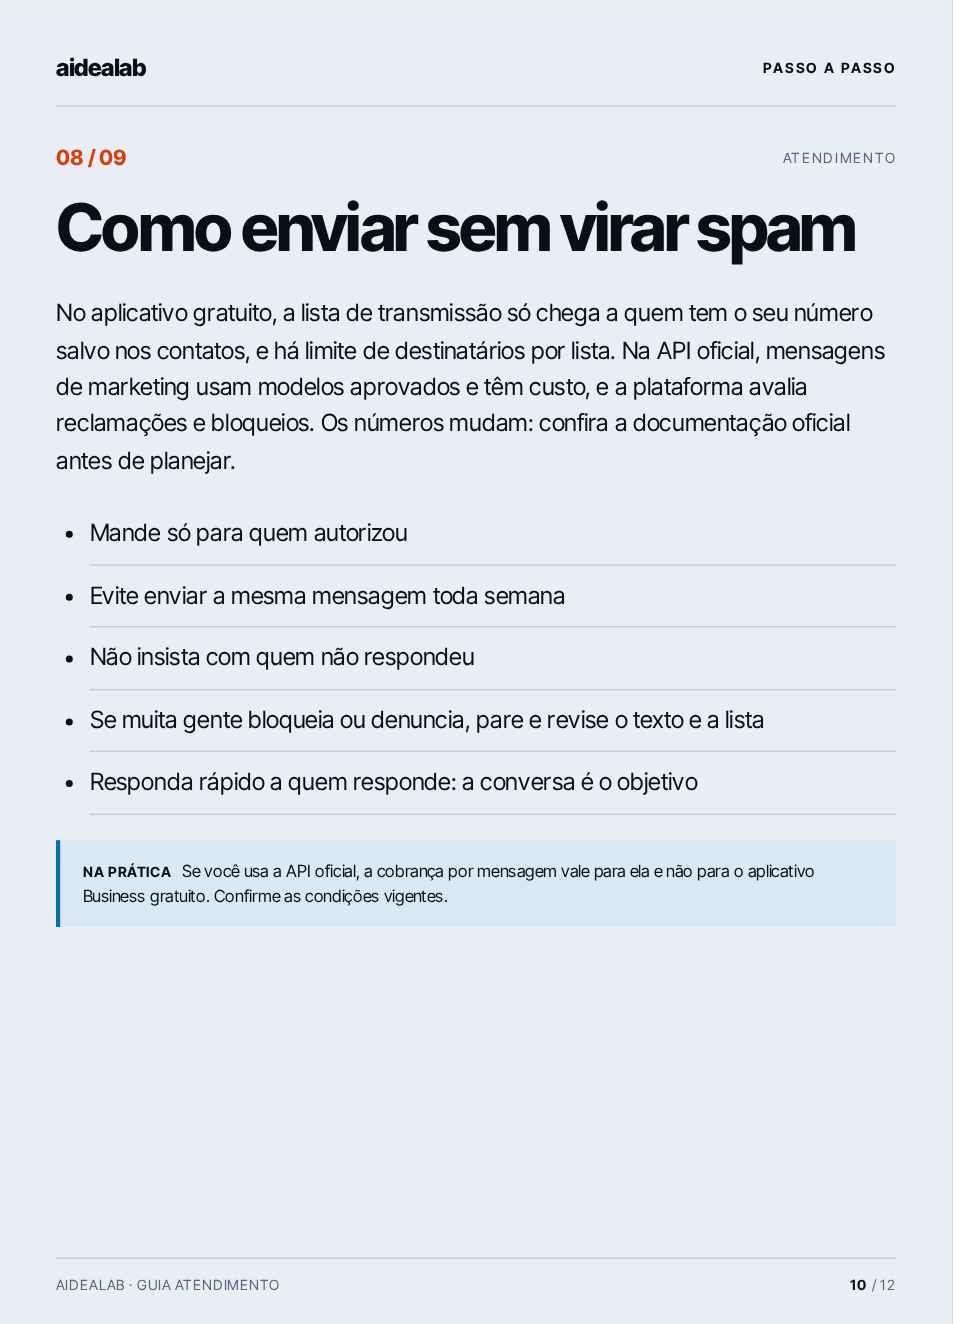 aidealab
PASSO A PASSO
08 / 09
ATENDIMENTO
Como enviar sem virar spam
No aplicativo gratuito, a lista de transmissão só chega a quem tem o seu número
salvo nos contatos, e há limite de destinatários por lista. Na API oficial, mensagens
de marketing usam modelos aprovados e têm custo, e a plataforma avalia
reclamações e bloqueios. Os números mudam: confira a documentação oficial
antes de planejar.
• Mande só para quem autorizou
• Evite enviar a mesma mensagem toda semana
• Não insista com quem não respondeu
• Se muita gente bloqueia ou denuncia, pare e revise o texto e a lista
• Responda rápido a quem responde: a conversa é o objetivo
NA PRÁTICA Se você usa a API oficial, a cobrança por mensagem vale para ela e não para o aplicativo
Business gratuito. Confirme as condições vigentes.
AIDEALAB · GUIA ATENDIMENTO
10 / 12